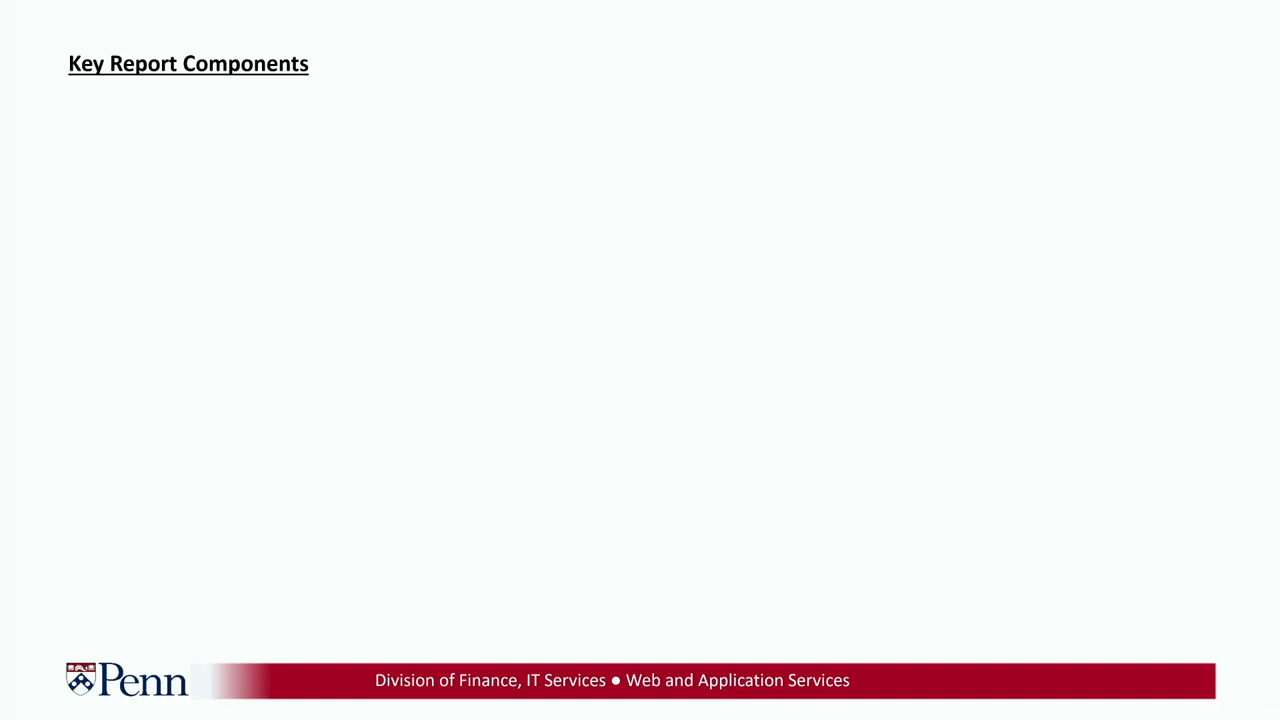 Key Report Components
Penn
Division of Finance, IT Services ● Web and Application Services